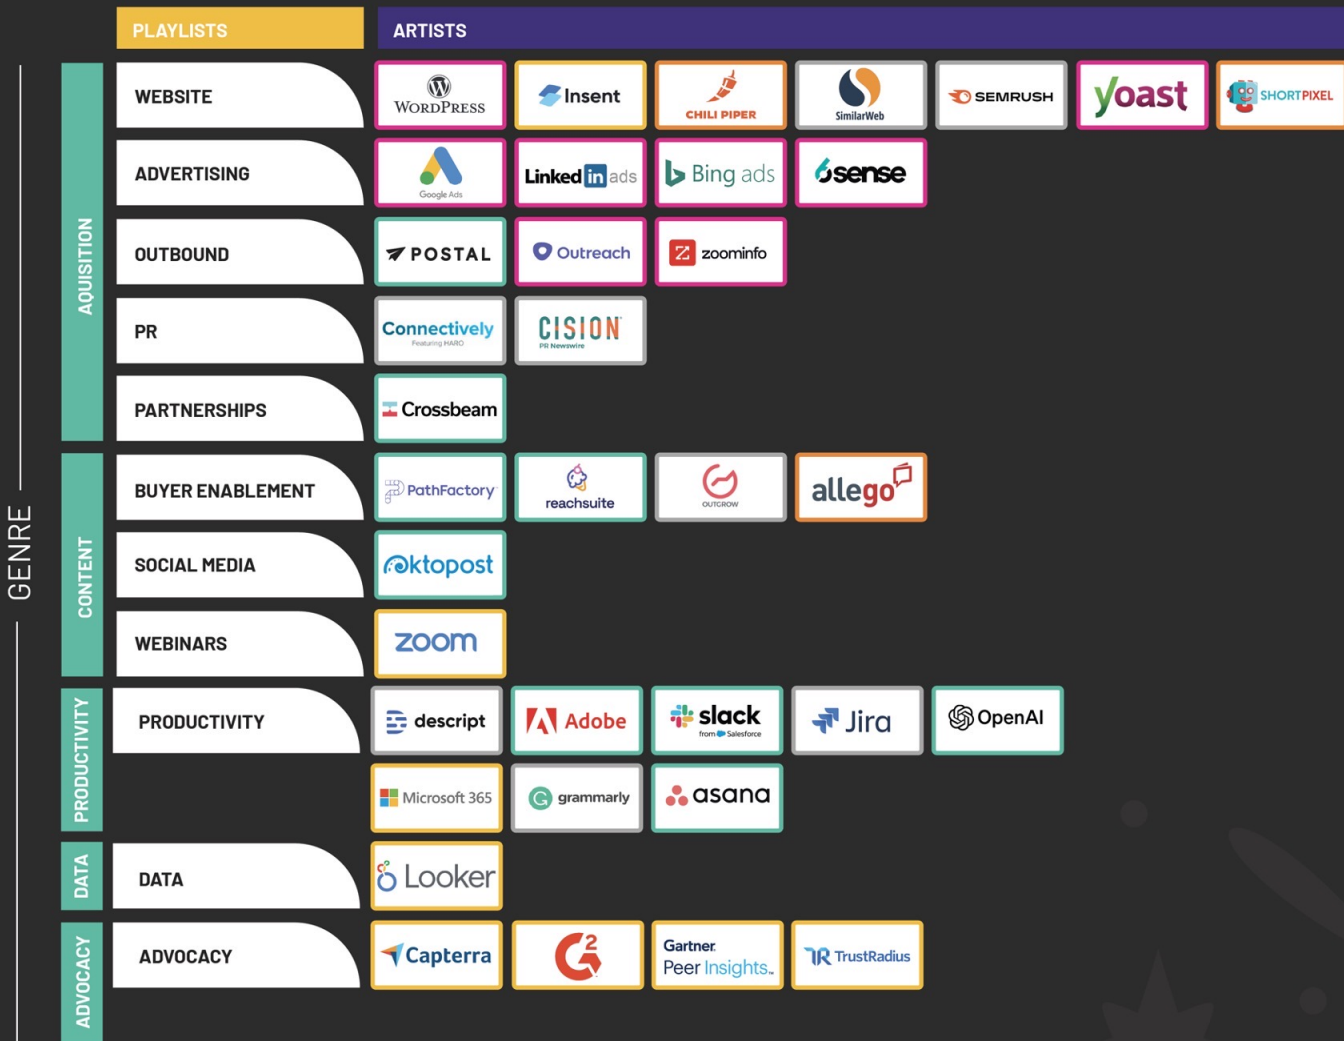 PLAYLISTS
ARTISTS
GENRE
AQUISITION
WEBSITE
WORDPRESS
Insent
CHILI PIPER
SimilarWeb
SEMRUSH
yoast
SHORTPIXEL
ADVERTISING
Google Ads
Linked in ads
Bing ads
6sense
OUTBOUND
POSTAL
Outreach
zoominfo
PR
Connectively
Featuring HARO
CISION
PR Newswire
PARTNERSHIPS
Crossbeam
CONTENT
BUYER ENABLEMENT
PathFactory
reachsuite
OUTGROW
allego
SOCIAL MEDIA
Oktopost
WEBINARS
zoom
PRODUCTIVITY
PRODUCTIVITY
descript
Adobe
slack
from Salesforce
Jira
OpenAI
Microsoft 365
grammarly
asana
DATA
DATA
Looker
ADVOCACY
ADVOCACY
Capterra
G2
Gartner
Peer Insights™
TrustRadius